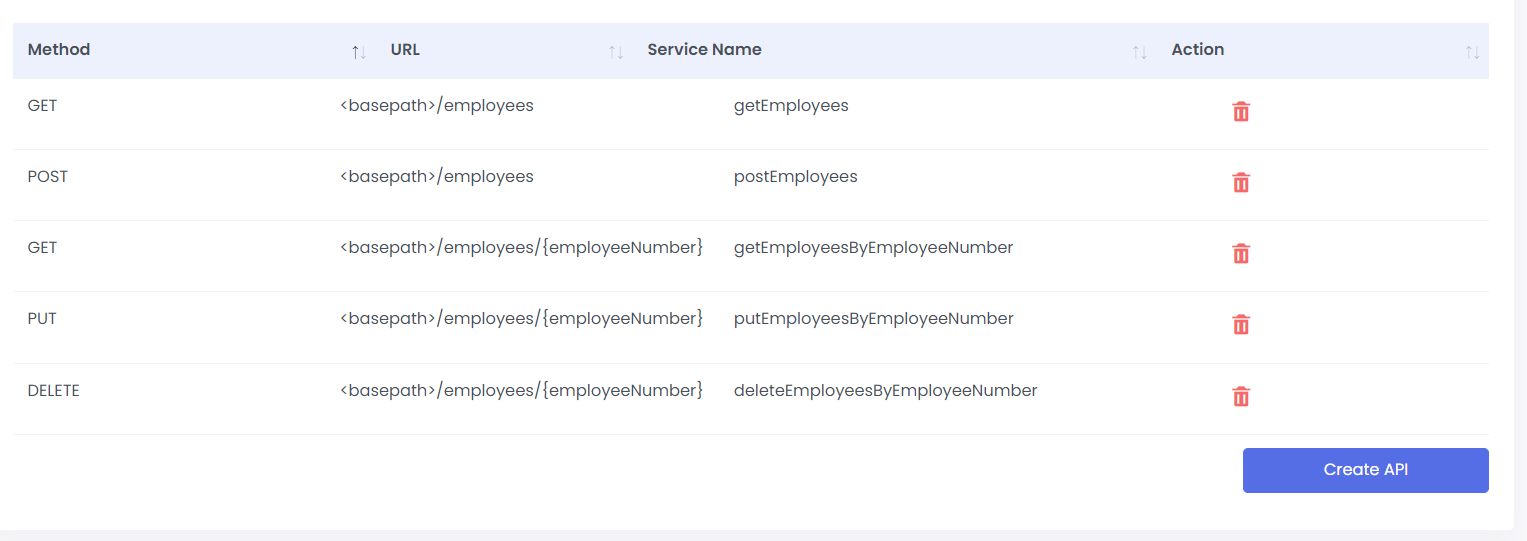 Method URL Service Name Action
GET <basepath>/employees getEmployees
POST <basepath>/employees postEmployees
GET <basepath>/employees/{employeeNumber} getEmployeesByEmployeeNumber
PUT <basepath>/employees/{employeeNumber} putEmployeesByEmployeeNumber
DELETE <basepath>/employees/{employeeNumber} deleteEmployeesByEmployeeNumber
Create API